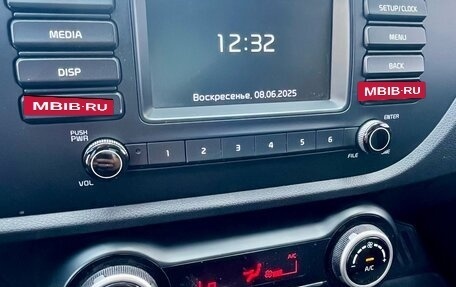 SETUP/CLOCK
MEDIA
12:32
MENU
DISP
BACK
Воскресенье, 08.06.2025
MBIB·RU
MBIB·RU
PUSH
PWR
ENTER
1 2 3 4 5 6
FILE
VOL
A/C
Lo
A/C